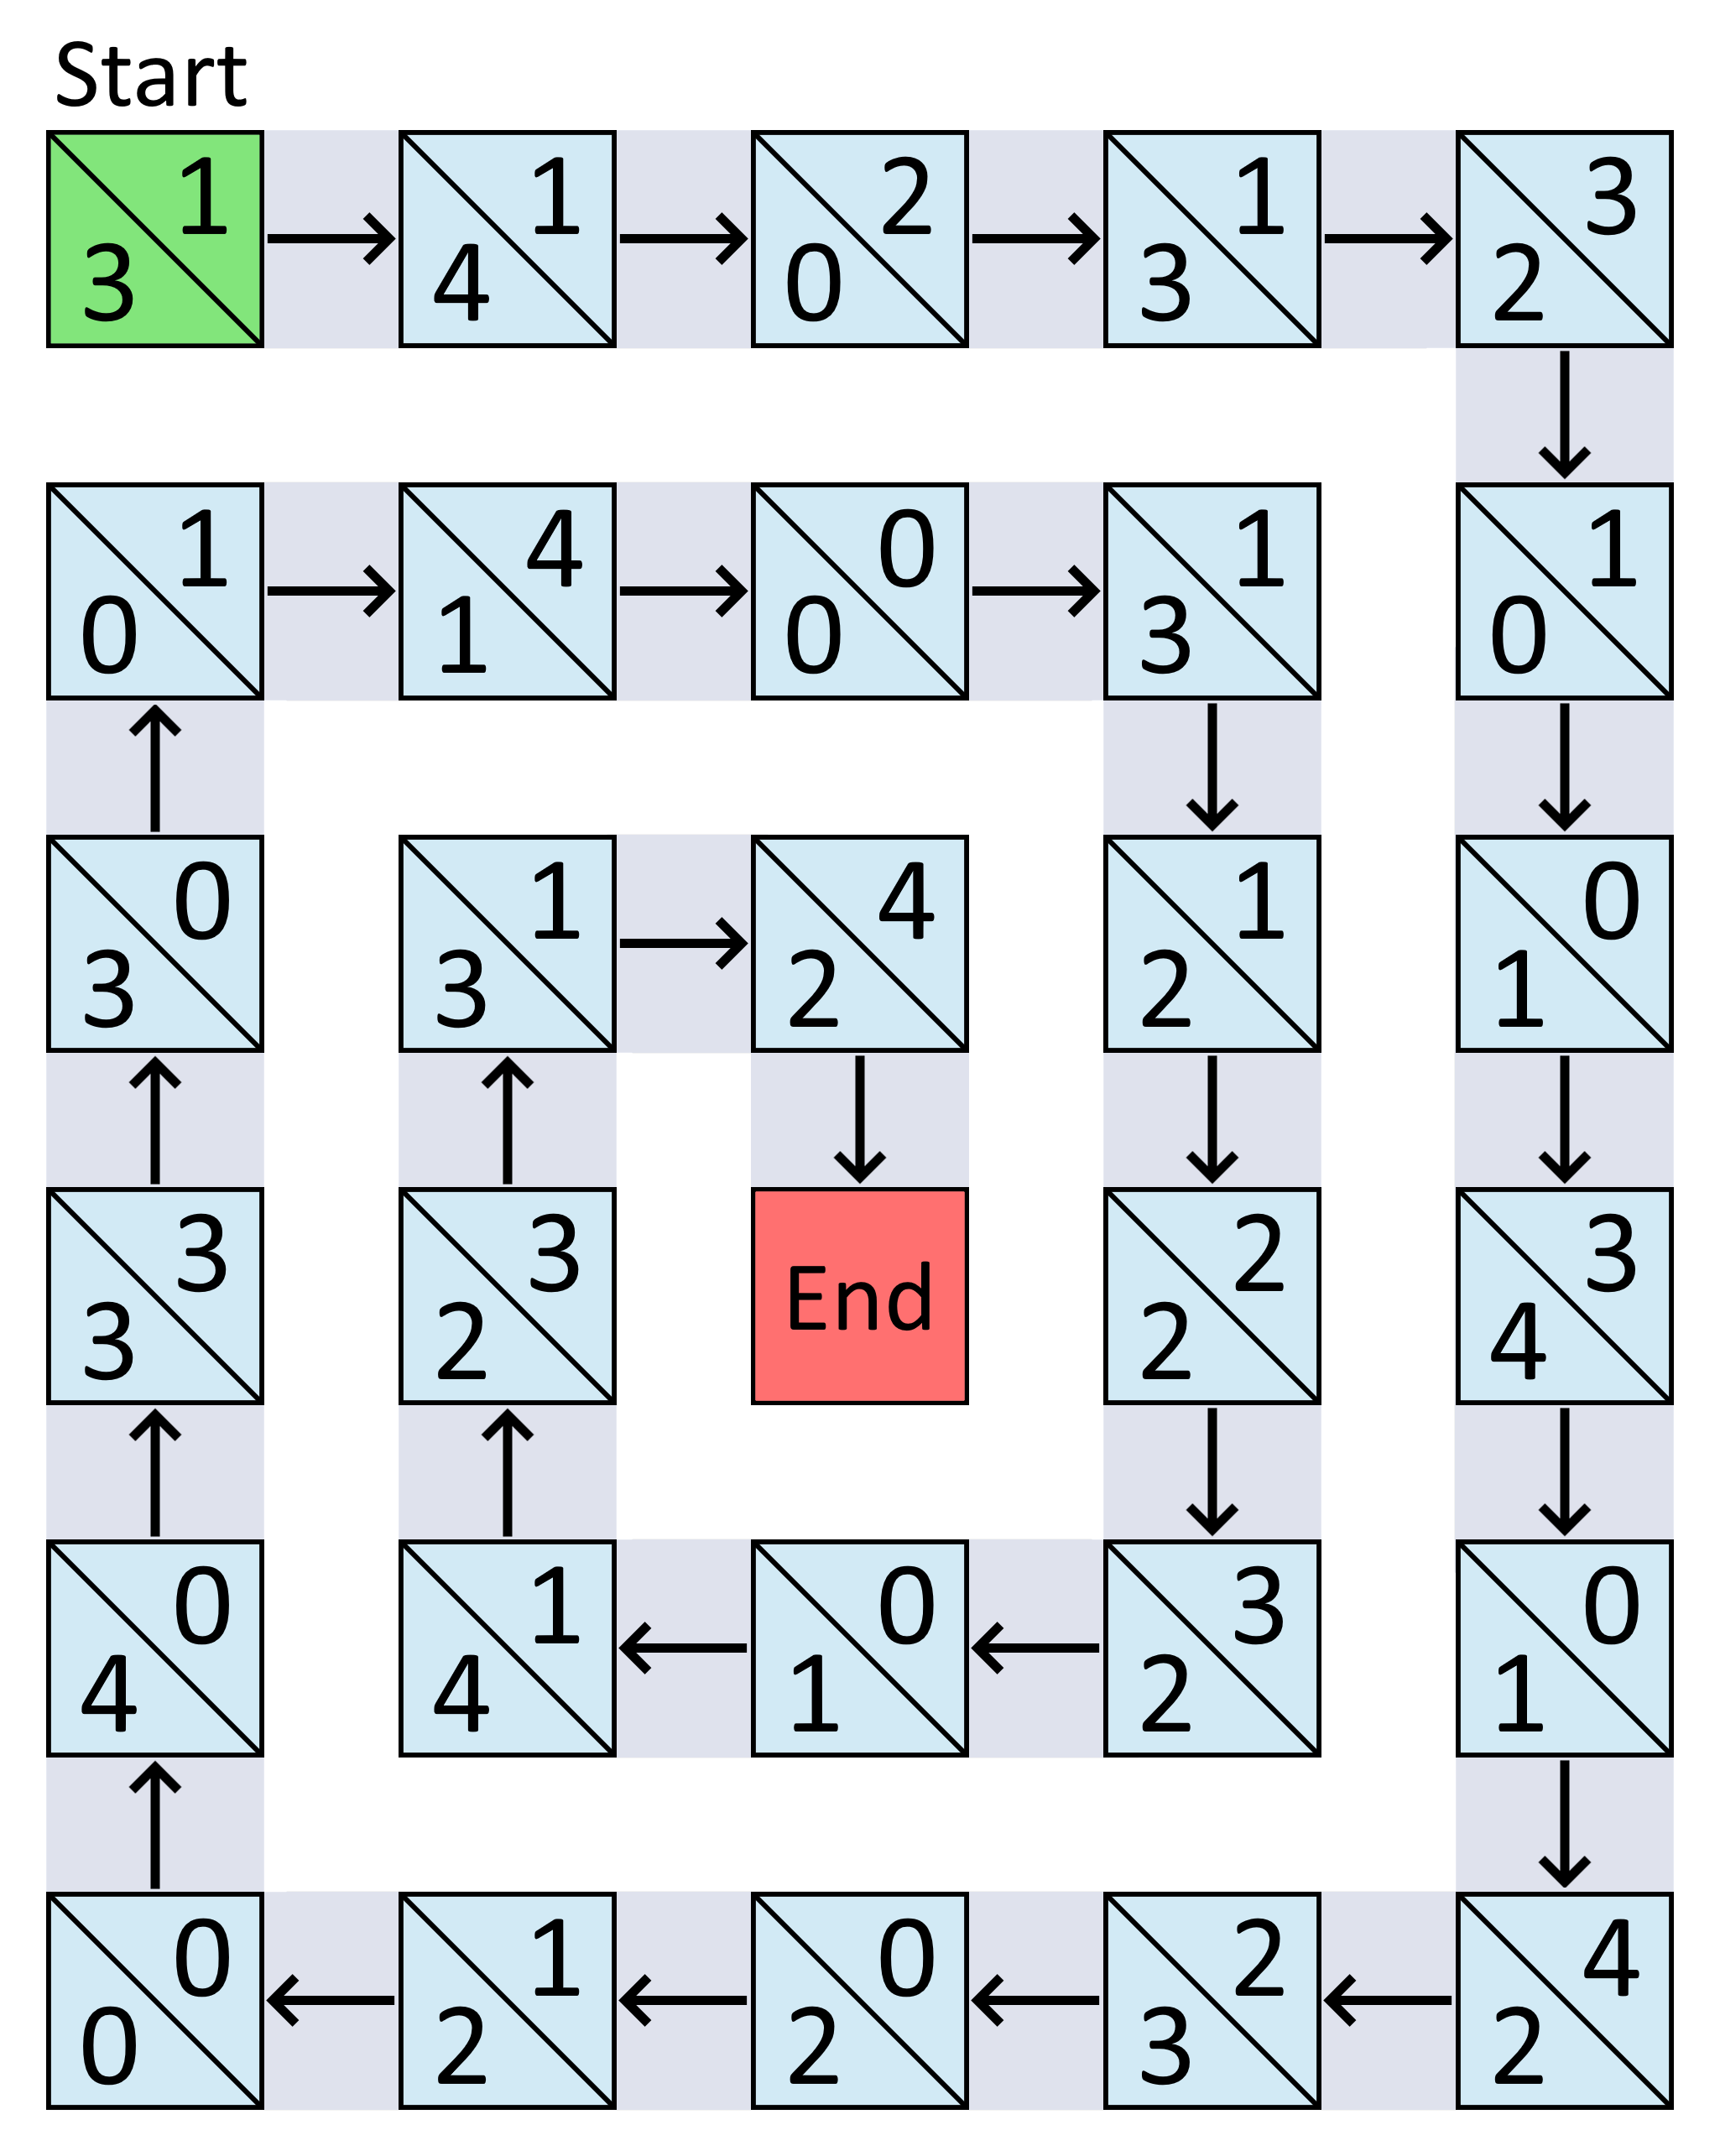 Start
1 1 2 1 3
3 4 0 3 2
1 4 0 1 1
0 1 0 3 0
0 1 4 1 0
3 3 2 2 1
3 3 2 3
3 2 End 2 4
0 1 0 3 0
4 4 1 2 1
0 1 0 2 4
0 2 2 3 2